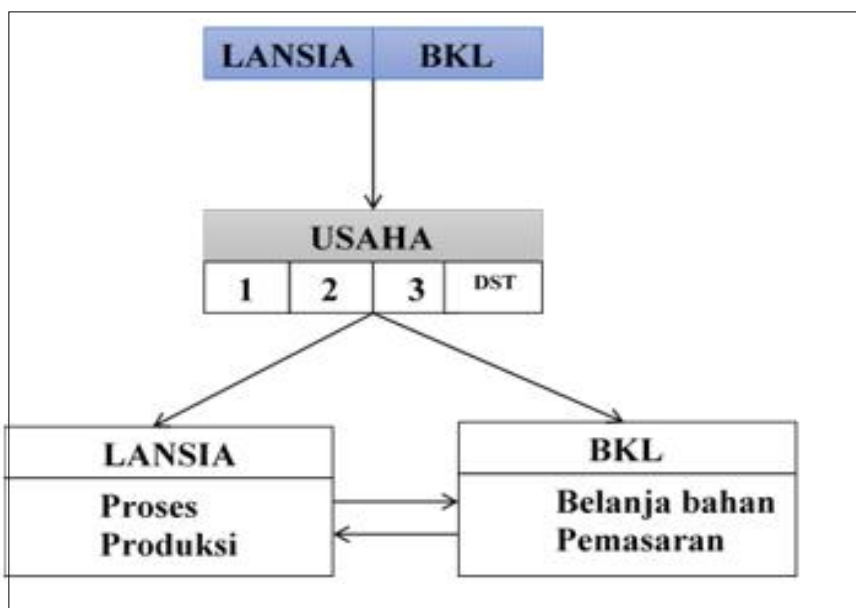 LANSIA BKL
USAHA
1 2 3 DST
LANSIA
Proses
Produksi
BKL
Belanja bahan
Pemasaran